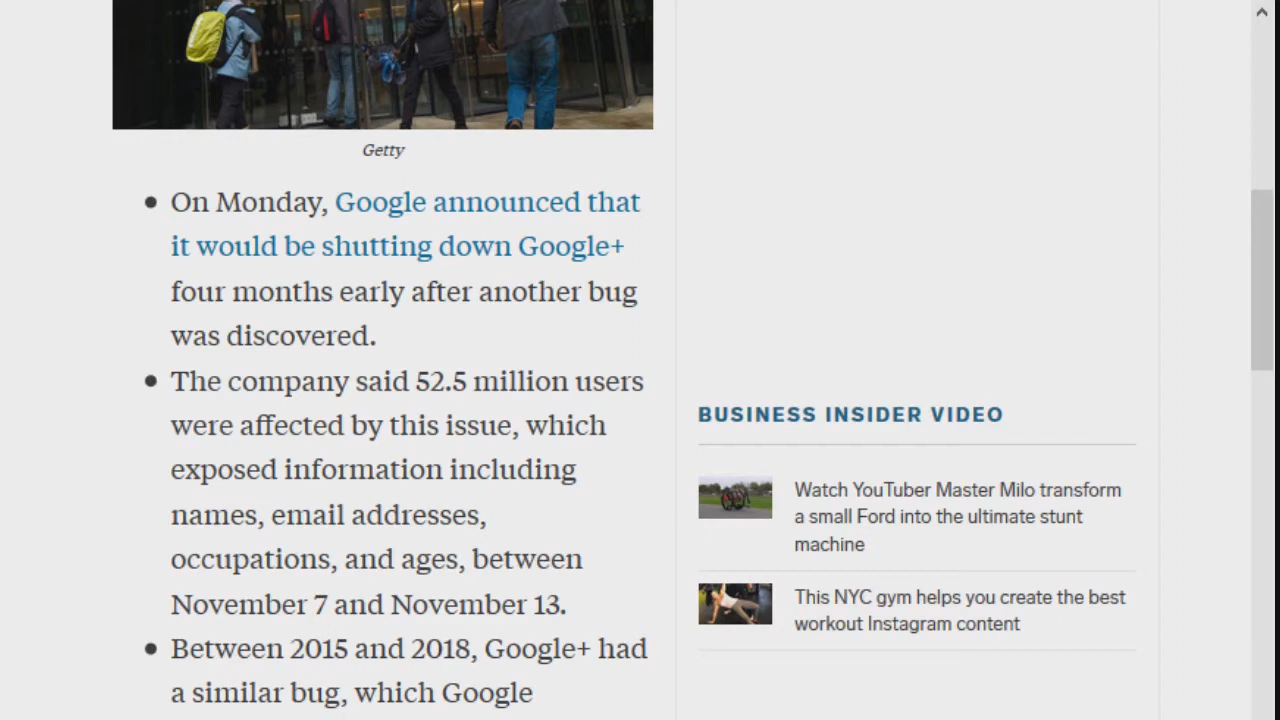 Getty
On Monday, Google announced that
it would be shutting down Google+
four months early after another bug
was discovered.
The company said 52.5 million users
were affected by this issue, which
exposed information including
names, email addresses,
occupations, and ages, between
November 7 and November 13.
Between 2015 and 2018, Google+ had
a similar bug, which Google
BUSINESS INSIDER VIDEO
Watch YouTuber Master Milo transform
a small Ford into the ultimate stunt
machine
This NYC gym helps you create the best
workout Instagram content